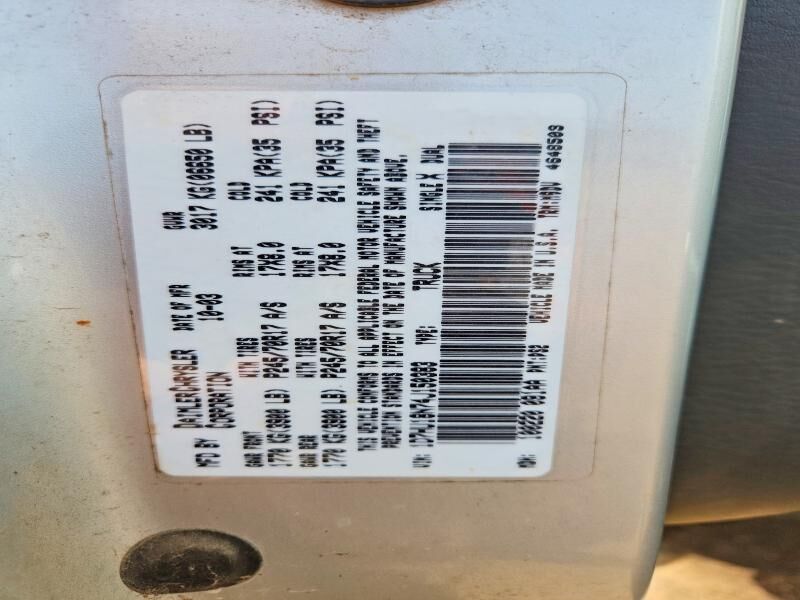 MFD BY DAIMLERCHRYSLER CORPORATION DATE OF MFR 10-03 GVWR 3017 KG(06650 LB)
GAWR FRONT WITH TIRES RIMS AT COLD
1770 KG(3900 LB) P245/70R17 A/S 17X8.0 241 KPA(35 PSI)
GAWR REAR WITH TIRES RIMS AT COLD
1770 KG(3900 LB) P245/70R17 A/S 17X8.0 241 KPA(35 PSI)
THIS VEHICLE CONFORMS TO ALL APPLICABLE FEDERAL MOTOR VEHICLE SAFETY AND THEFT
PREVENTION STANDARDS IN EFFECT ON THE DATE OF MANUFACTURE SHOWN ABOVE.
VIN: TYPE: TRUCK SINGLE X DUAL
MDH: VEHICLE MADE IN U.S.A. 4648509